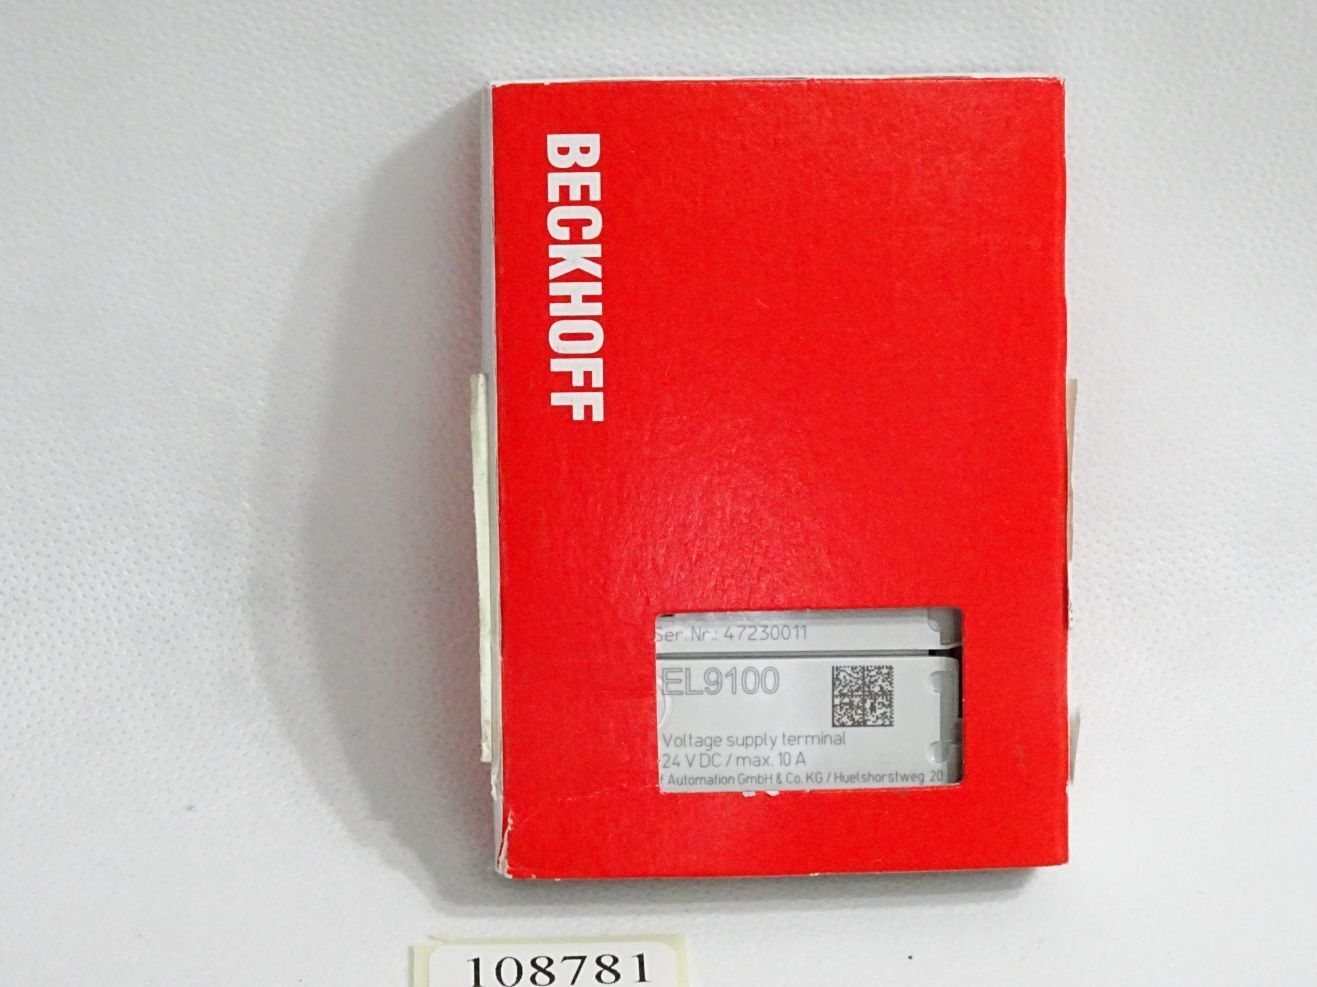 BECKHOFF
Ser. Nr.: 47230011
EL9100
Voltage supply terminal
24 V DC / max. 10 A
f Automation GmbH & Co. KG / Huelshorstweg 20
108781